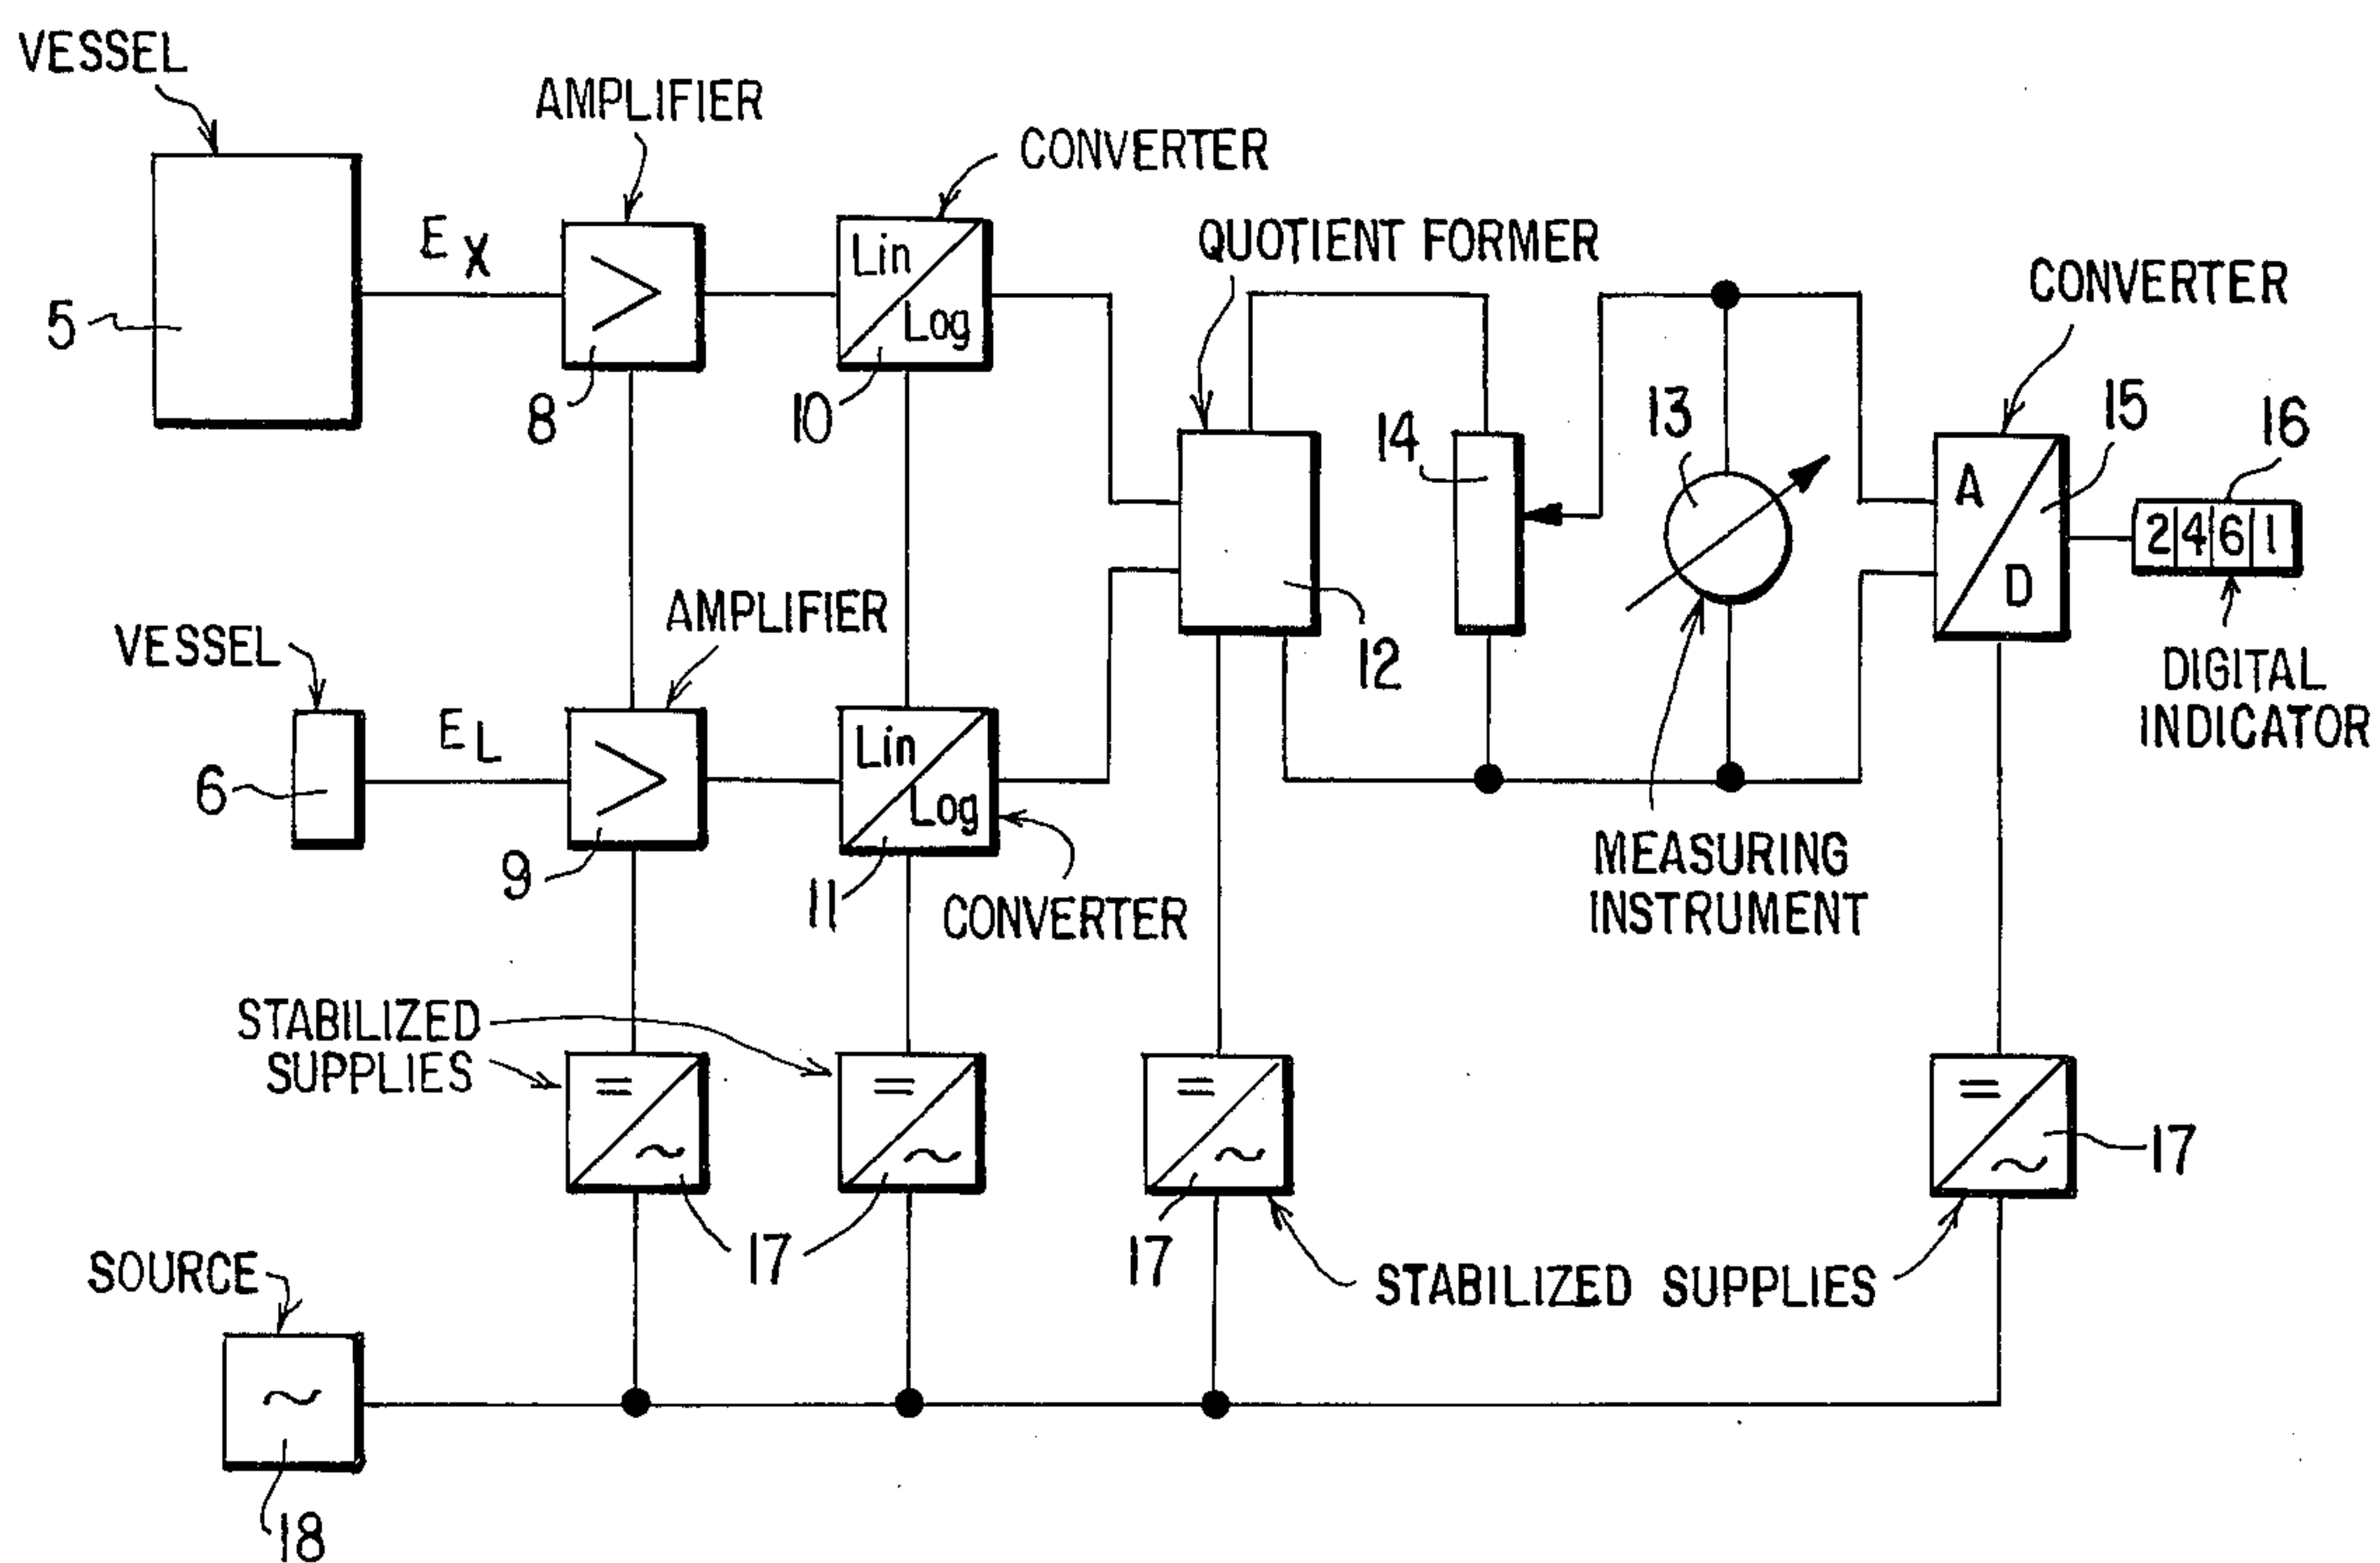 VESSEL
AMPLIFIER
CONVERTER
5
E X
>
8
Lin
Log
10
QUOTIENT FORMER
CONVERTER
14
13
15
16
A
D
2 4 6 1
DIGITAL
INDICATOR
12
VESSEL
AMPLIFIER
6
E L
>
9
Lin
Log
11
CONVERTER
MEASURING
INSTRUMENT
STABILIZED
SUPPLIES
=
~
=
~
=
~
=
~
17
17
17
STABILIZED SUPPLIES
SOURCE
~
18